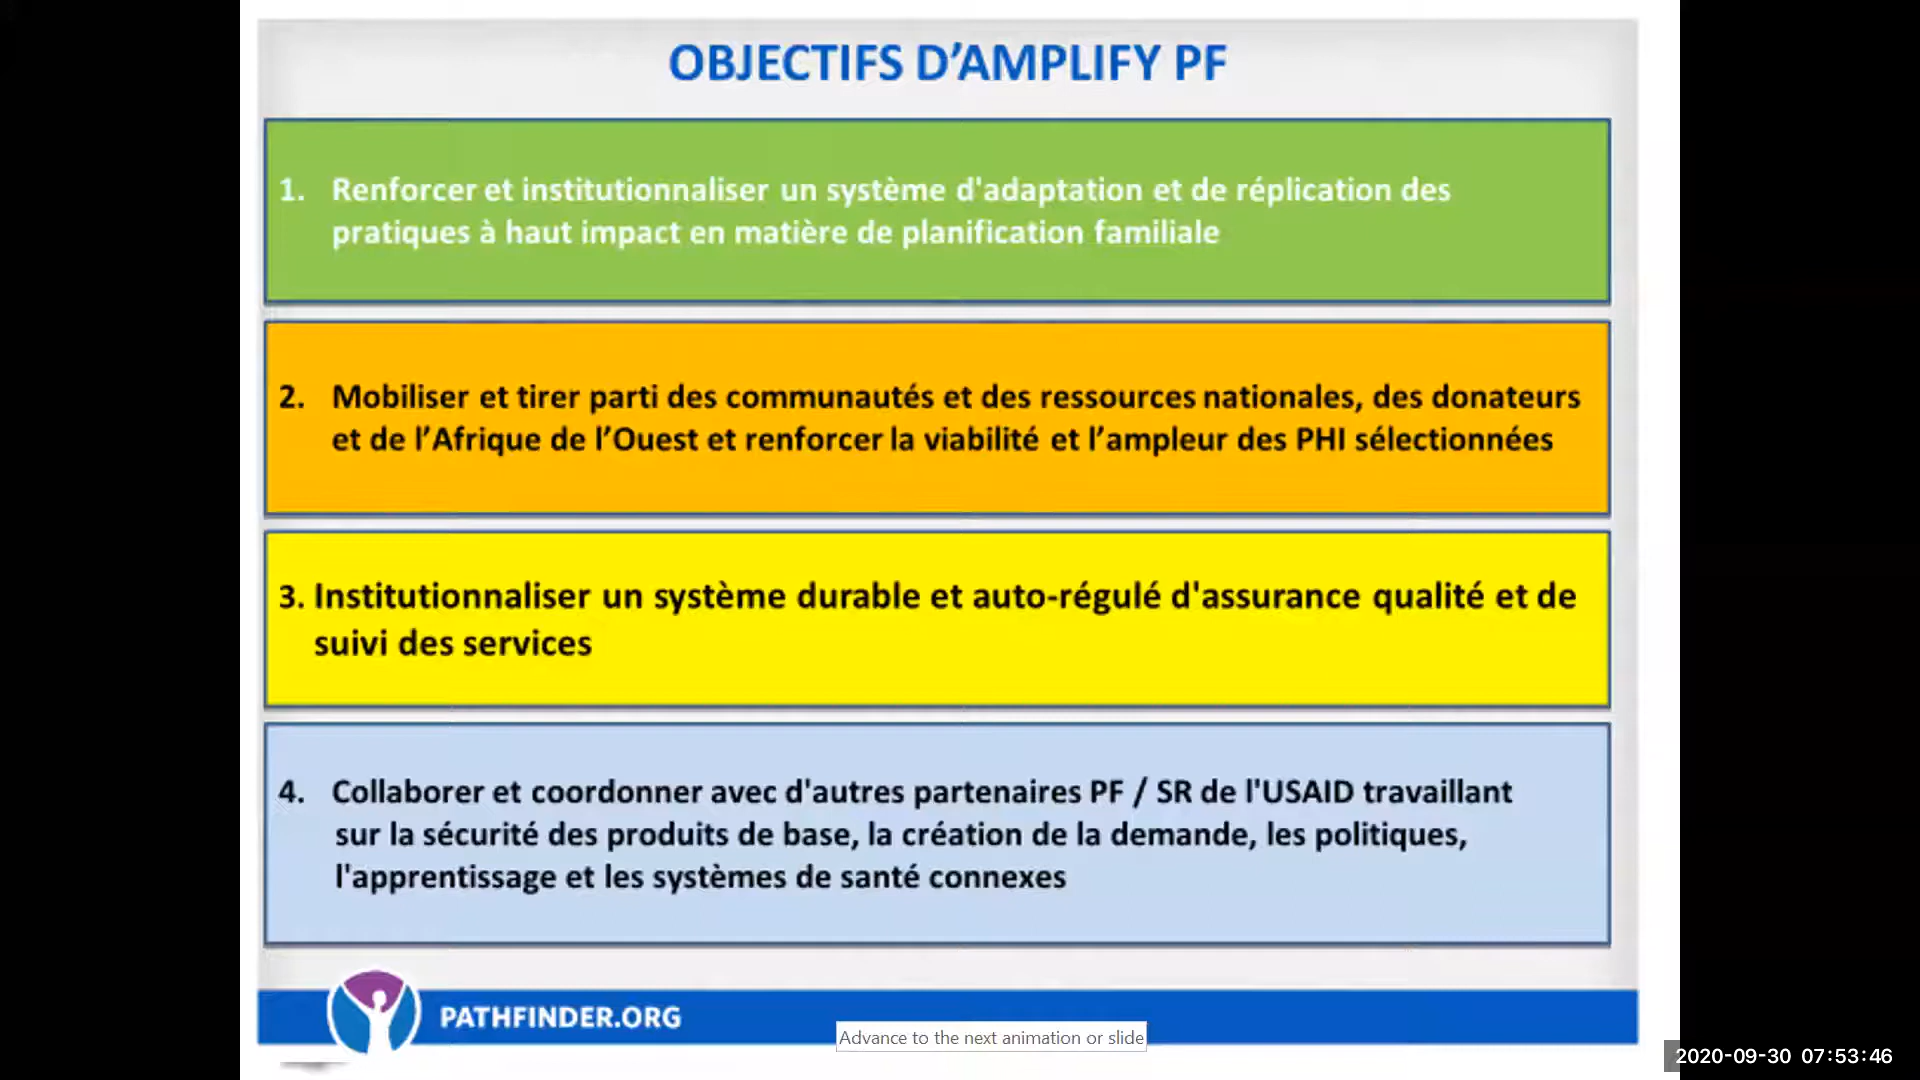 OBJECTIFS D’AMPLIFY PF
1. Renforcer et institutionnaliser un système d'adaptation et de réplication des
pratiques à haut impact en matière de planification familiale
2. Mobiliser et tirer parti des communautés et des ressources nationales, des donateurs
et de l’Afrique de l’Ouest et renforcer la viabilité et l’ampleur des PHI sélectionnées
3. Institutionnaliser un système durable et auto-régulé d'assurance qualité et de
suivi des services
4. Collaborer et coordonner avec d'autres partenaires PF / SR de l'USAID travaillant
sur la sécurité des produits de base, la création de la demande, les politiques,
l'apprentissage et les systèmes de santé connexes
PATHFINDER.ORG
Advance to the next animation or slide
2020-09-30 07:53:46